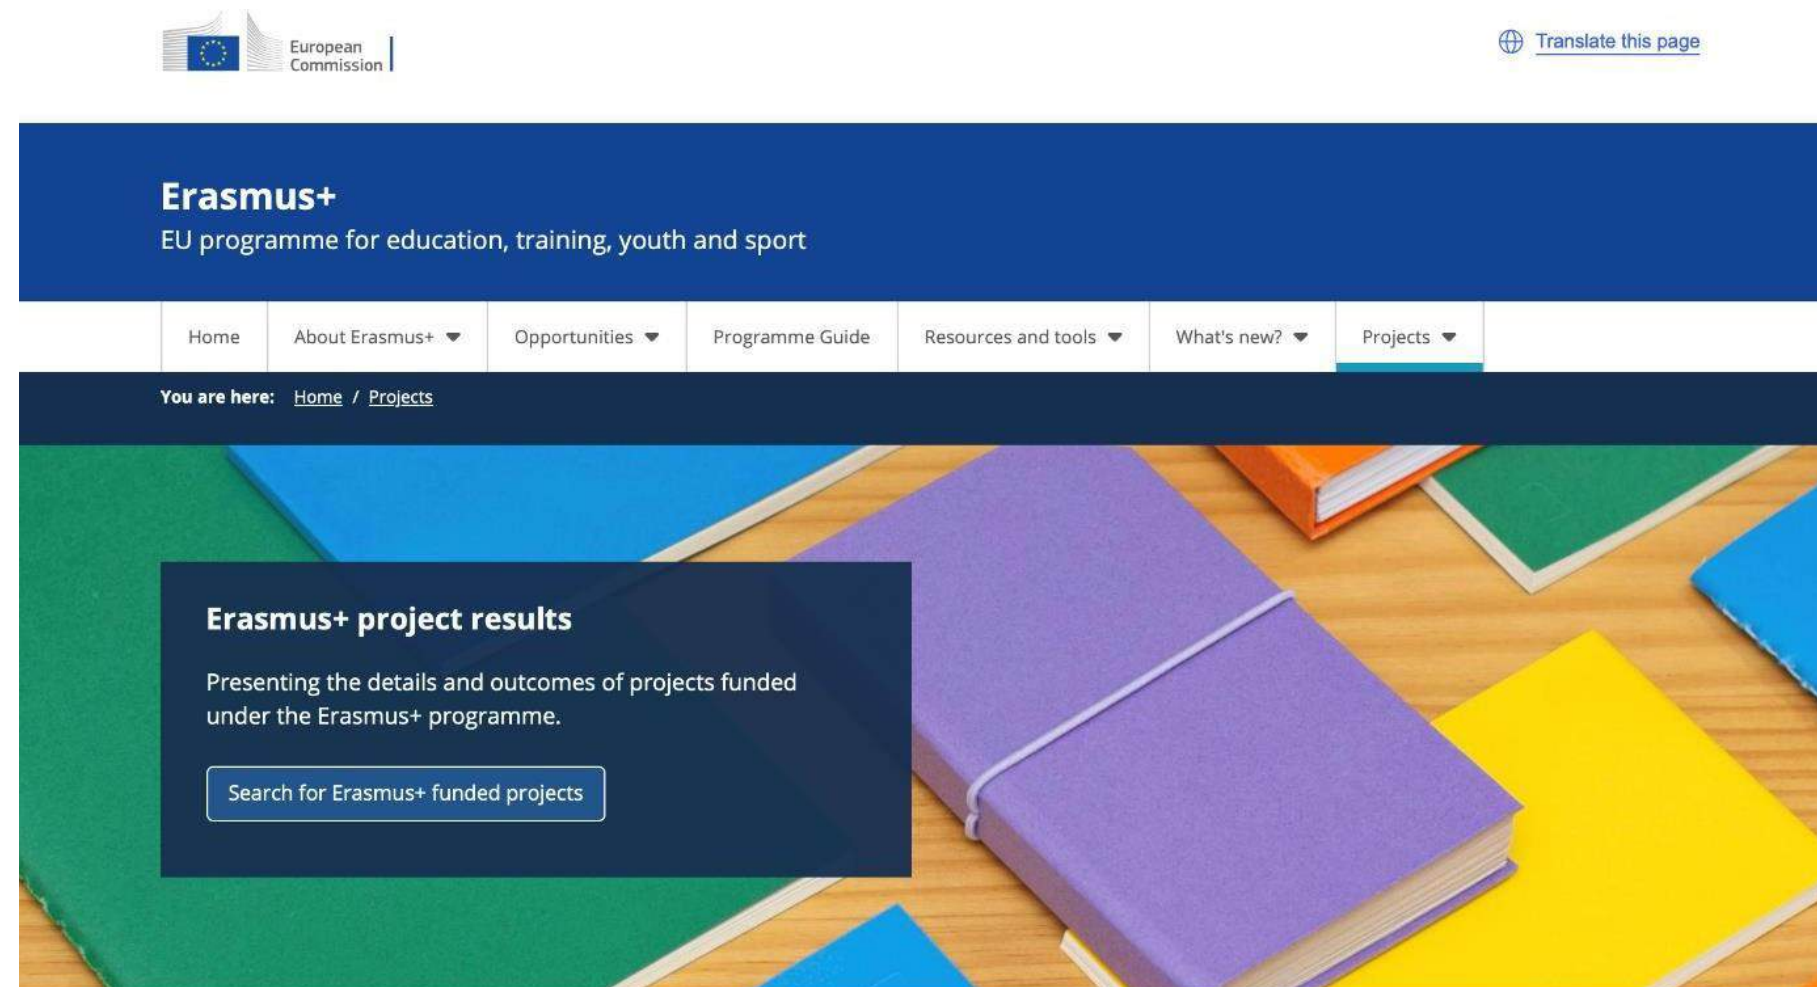 European
Commission
Translate this page
Erasmus+
EU programme for education, training, youth and sport
Home About Erasmus+ Opportunities Programme Guide Resources and tools What's new? Projects
You are here: Home / Projects
Erasmus+ project results
Presenting the details and outcomes of projects funded
under the Erasmus+ programme.
Search for Erasmus+ funded projects